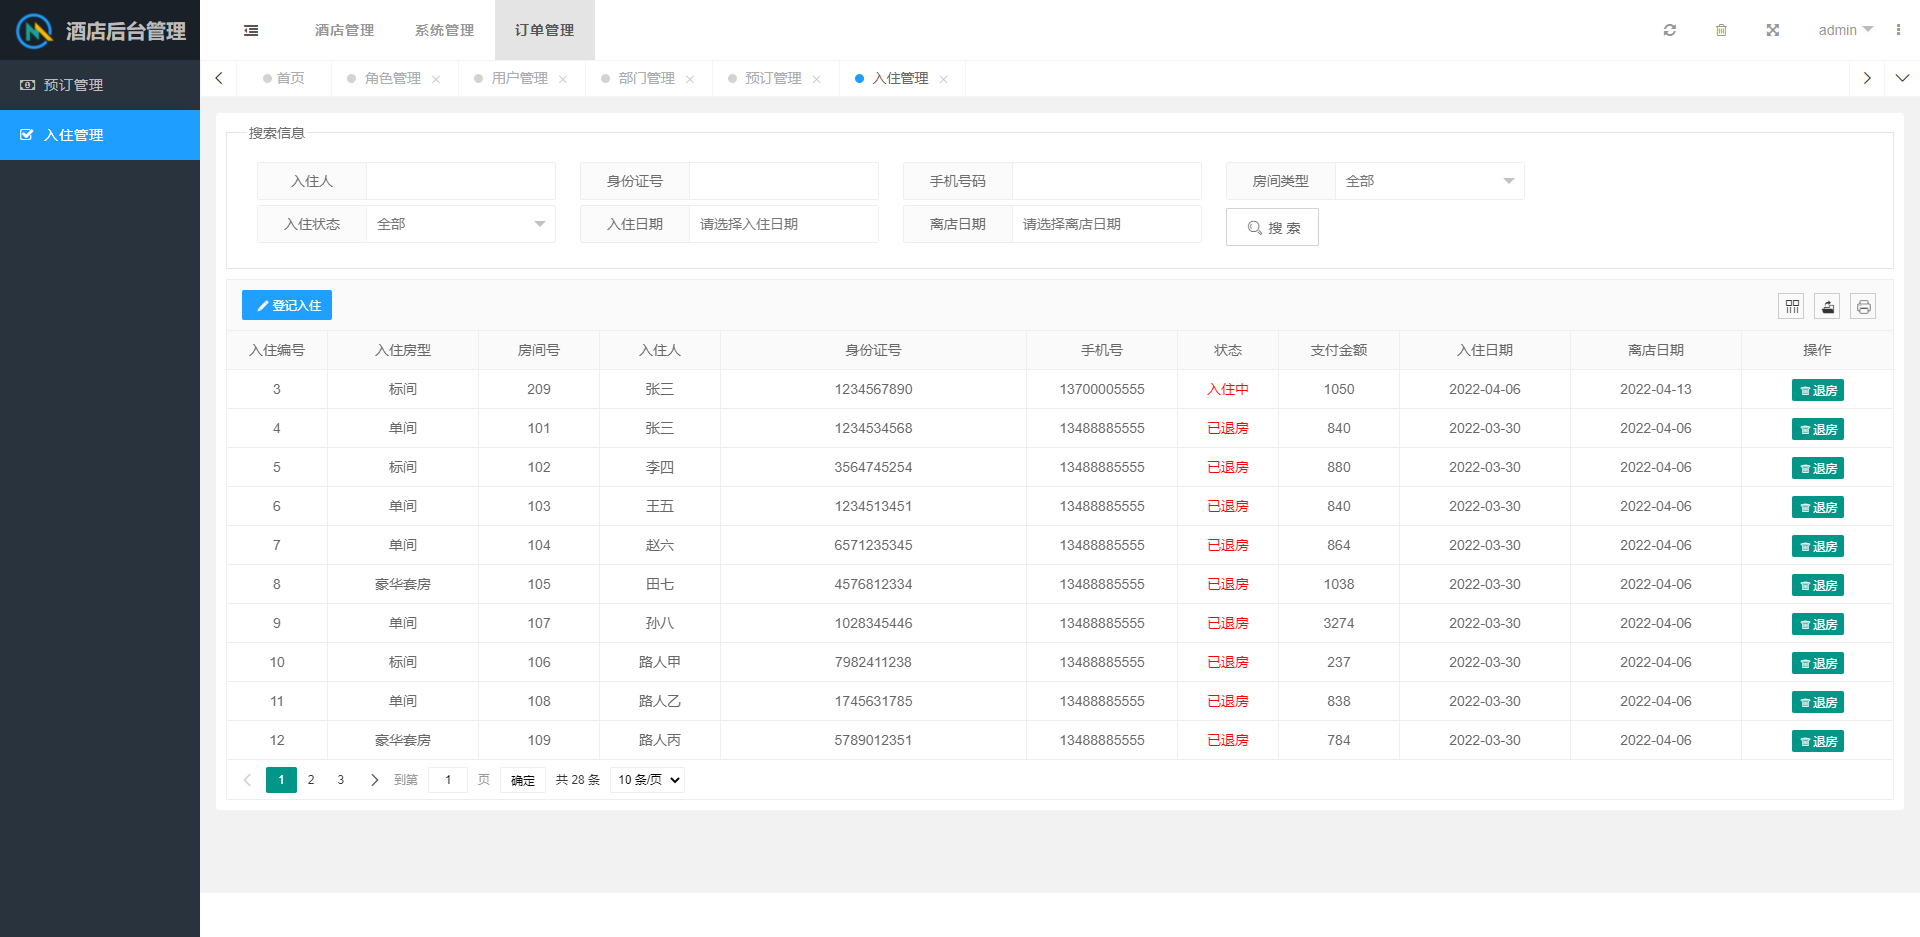 酒店后台管理
酒店管理 系统管理 订单管理
admin
预订管理
入住管理
首页 角色管理 用户管理 部门管理 预订管理 入住管理
搜索信息
入住人 身份证号 手机号码 房间类型 全部
入住状态 全部 入住日期 请选择入住日期 离店日期 请选择离店日期 搜 索
登记入住
入住编号 入住房型 房间号 入住人 身份证号 手机号 状态 支付金额 入住日期 离店日期 操作
3 标间 209 张三 1234567890 13700005555 入住中 1050 2022-04-06 2022-04-13 退房
4 单间 101 张三 1234534568 13488885555 已退房 840 2022-03-30 2022-04-06 退房
5 标间 102 李四 3564745254 13488885555 已退房 880 2022-03-30 2022-04-06 退房
6 单间 103 王五 1234513451 13488885555 已退房 840 2022-03-30 2022-04-06 退房
7 单间 104 赵六 6571235345 13488885555 已退房 864 2022-03-30 2022-04-06 退房
8 豪华套房 105 田七 4576812334 13488885555 已退房 1038 2022-03-30 2022-04-06 退房
9 单间 107 孙八 1028345446 13488885555 已退房 3274 2022-03-30 2022-04-06 退房
10 标间 106 路人甲 7982411238 13488885555 已退房 237 2022-03-30 2022-04-06 退房
11 单间 108 路人乙 1745631785 13488885555 已退房 838 2022-03-30 2022-04-06 退房
12 豪华套房 109 路人丙 5789012351 13488885555 已退房 784 2022-03-30 2022-04-06 退房
1 2 3 到第 1 页 确定 共 28 条 10 条/页